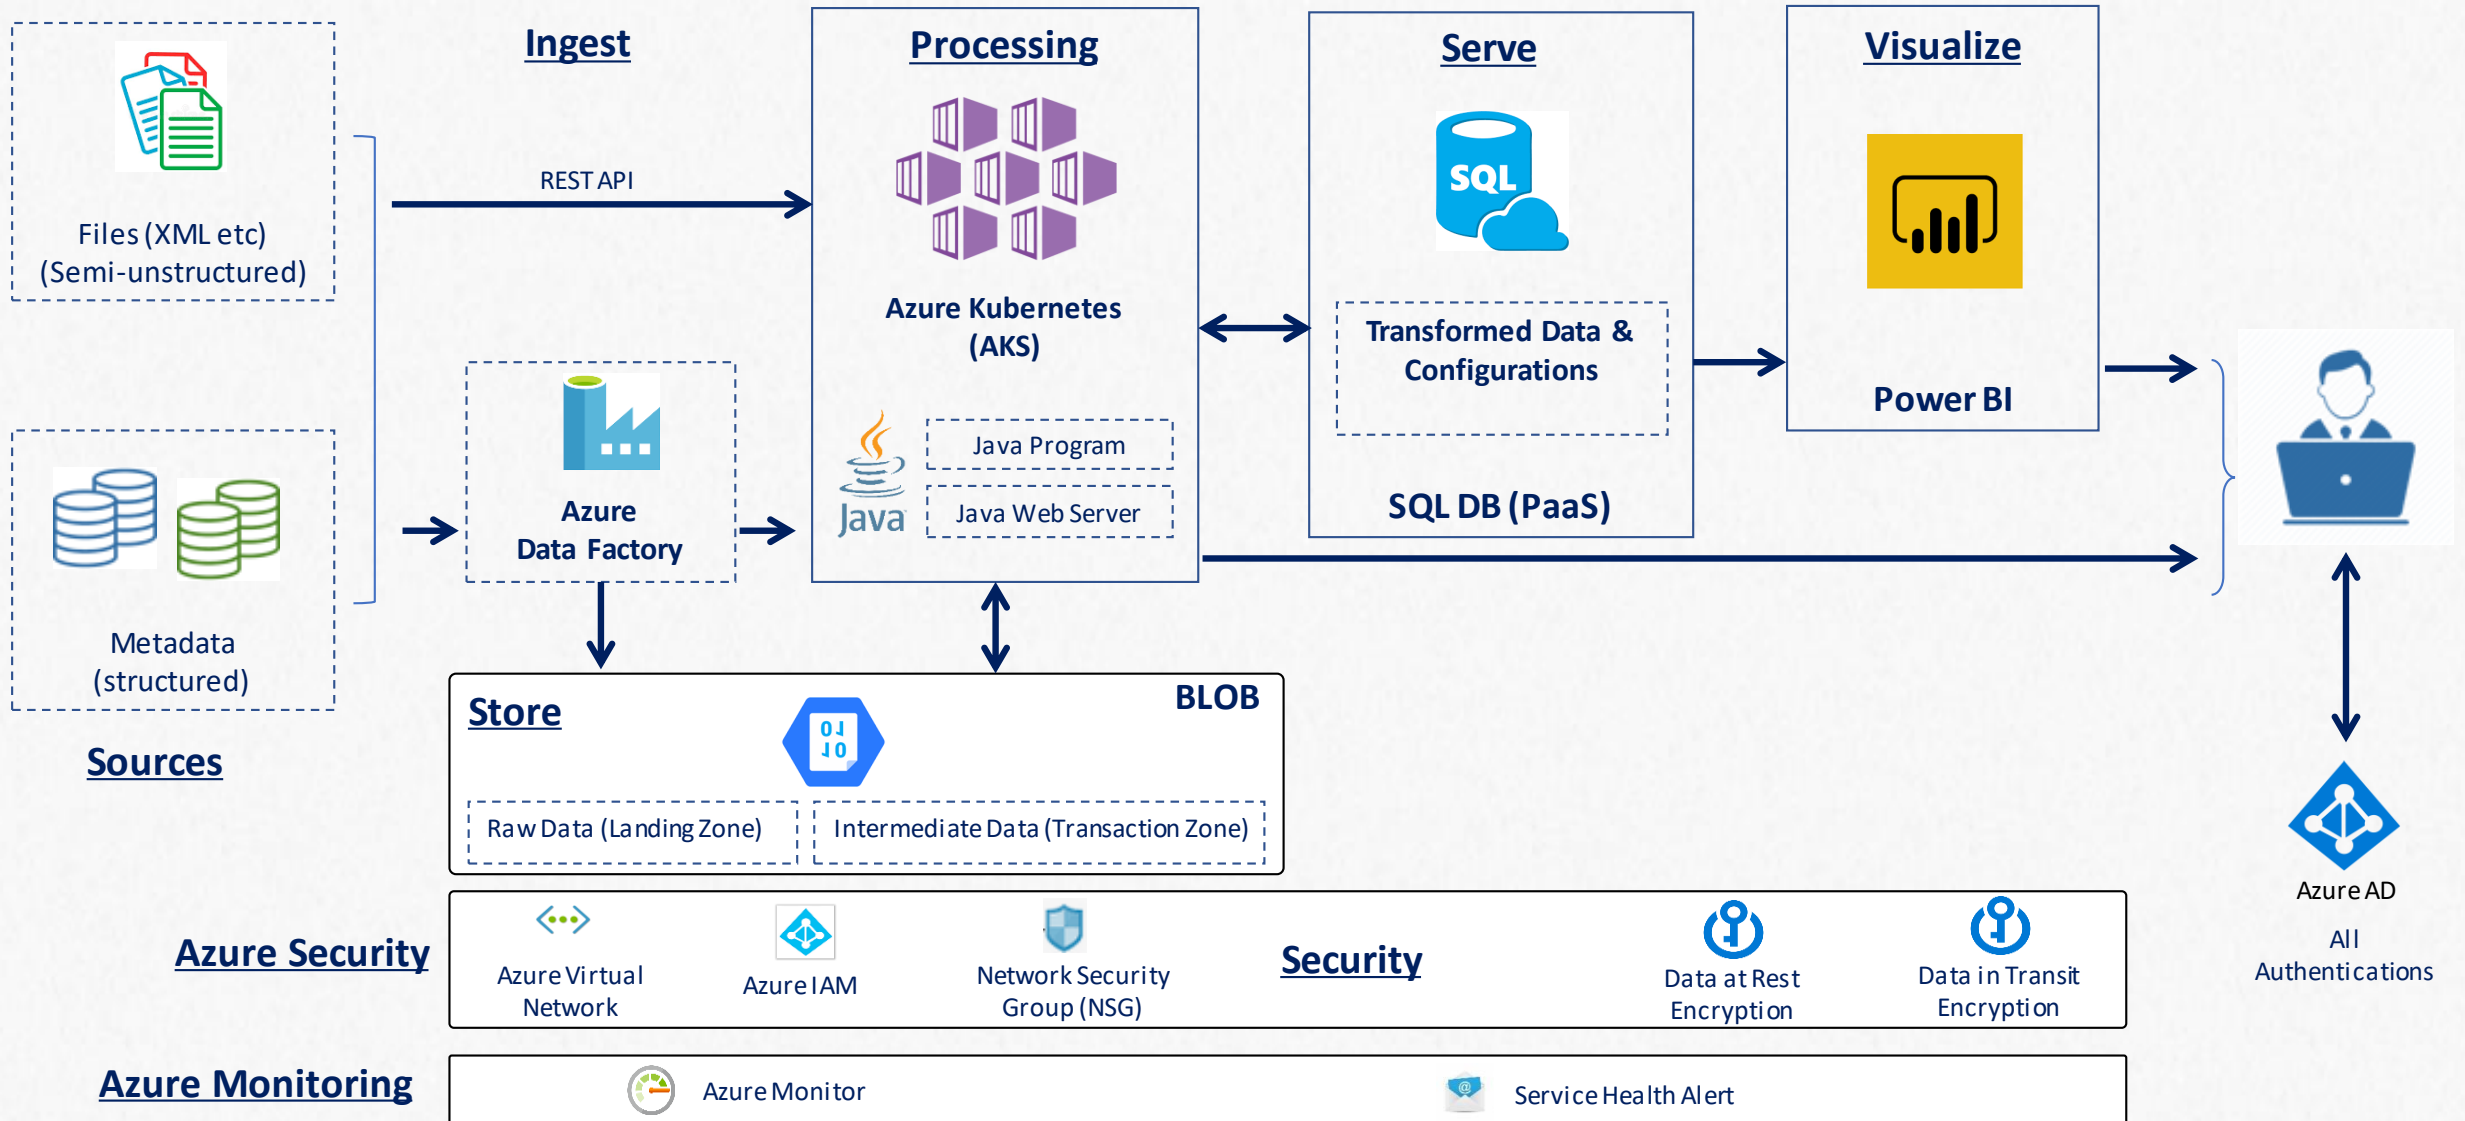 Files (XML etc)
(Semi-unstructured)
Metadata
(structured)
Sources
Ingest
REST API
Azure
Data Factory
Processing
Azure Kubernetes
(AKS)
Java
Java Program
Java Web Server
Serve
SQL
Transformed Data &
Configurations
SQL DB (PaaS)
Visualize
Power BI
Store
BLOB
01
10
Raw Data (Landing Zone)
Intermediate Data (Transaction Zone)
Azure AD
All
Authentications
Azure Security
Azure Virtual
Network
Azure IAM
Network Security
Group (NSG)
Security
Data at Rest
Encryption
Data in Transit
Encryption
Azure Monitoring
Azure Monitor
@
Service Health Alert